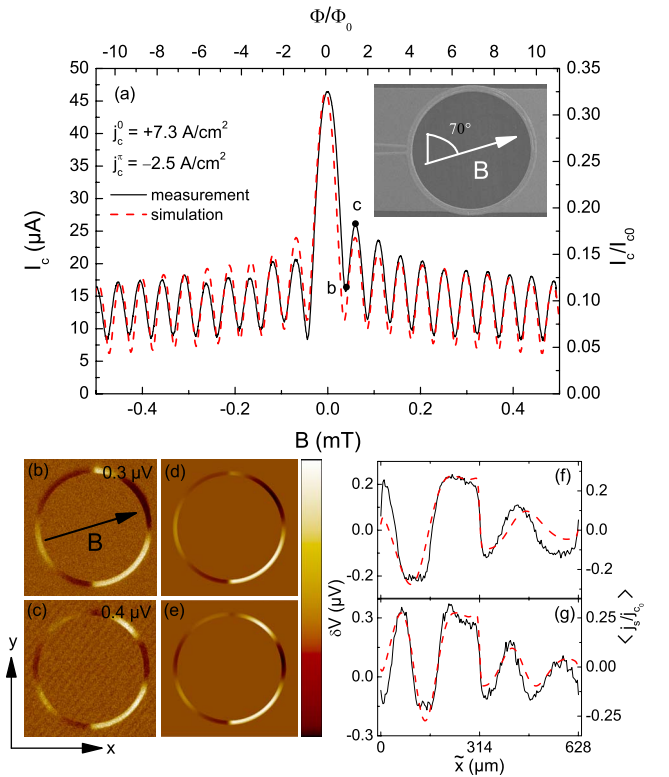 Φ/Φ₀
-10 -8 -6 -4 -2 0 2 4 6 8 10
50
45
40
35
30
25
20
15
10
5
0
I_c (μA)
(a)
j_c^0 = +7.3 A/cm²
j_c^π = −2.5 A/cm²
measurement
simulation
70°
B
c
b
0.35
0.30
0.25
0.20
0.15
0.10
0.05
0.00
I_c/I_c0
-0.4 -0.2 0.0 0.2 0.4
B (mT)
(b) 0.3 μV
B
(d)
(c) 0.4 μV
(e)
y
x
(f)
0.2
0.0
-0.2
0.2
0.0
-0.2
(g)
0.3
0.0
-0.3
0.25
0.00
-0.25
δV (μV)
⟨ j_s/j_c₀ ⟩
0 314 628
x̃ (μm)